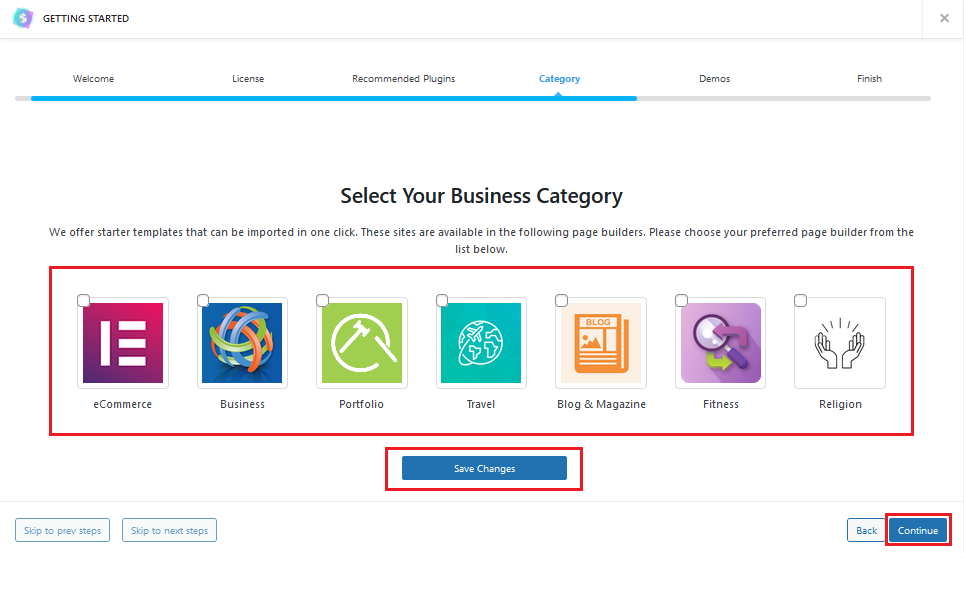 GETTING STARTED
Welcome License Recommended Plugins Category Demos Finish
Select Your Business Category
We offer starter templates that can be imported in one click. These sites are available in the following page builders. Please choose your preferred page builder from the
list below.
BLOG
eCommerce Business Portfolio Travel Blog & Magazine Fitness Religion
Save Changes
Skip to prev steps Skip to next steps Back Continue